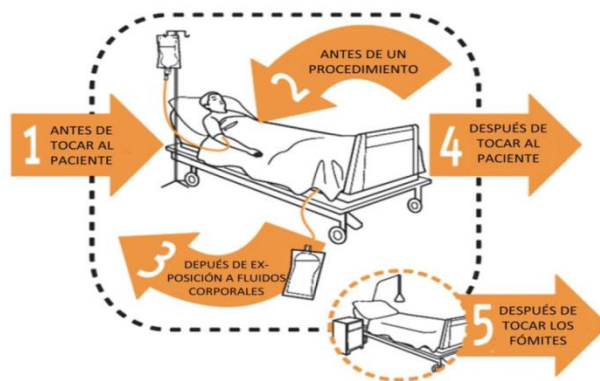 1
ANTES DE
TOCAR AL
PACIENTE
2
ANTES DE UN
PROCEDIMIENTO
3
DEPUÉS DE EX-
POSICIÓN A FLUIDOS
CORPORALES
4
DESPUÉS DE
TOCAR AL
PACIENTE
5
DESPUÉS DE
TOCAR LOS
FÓMITES